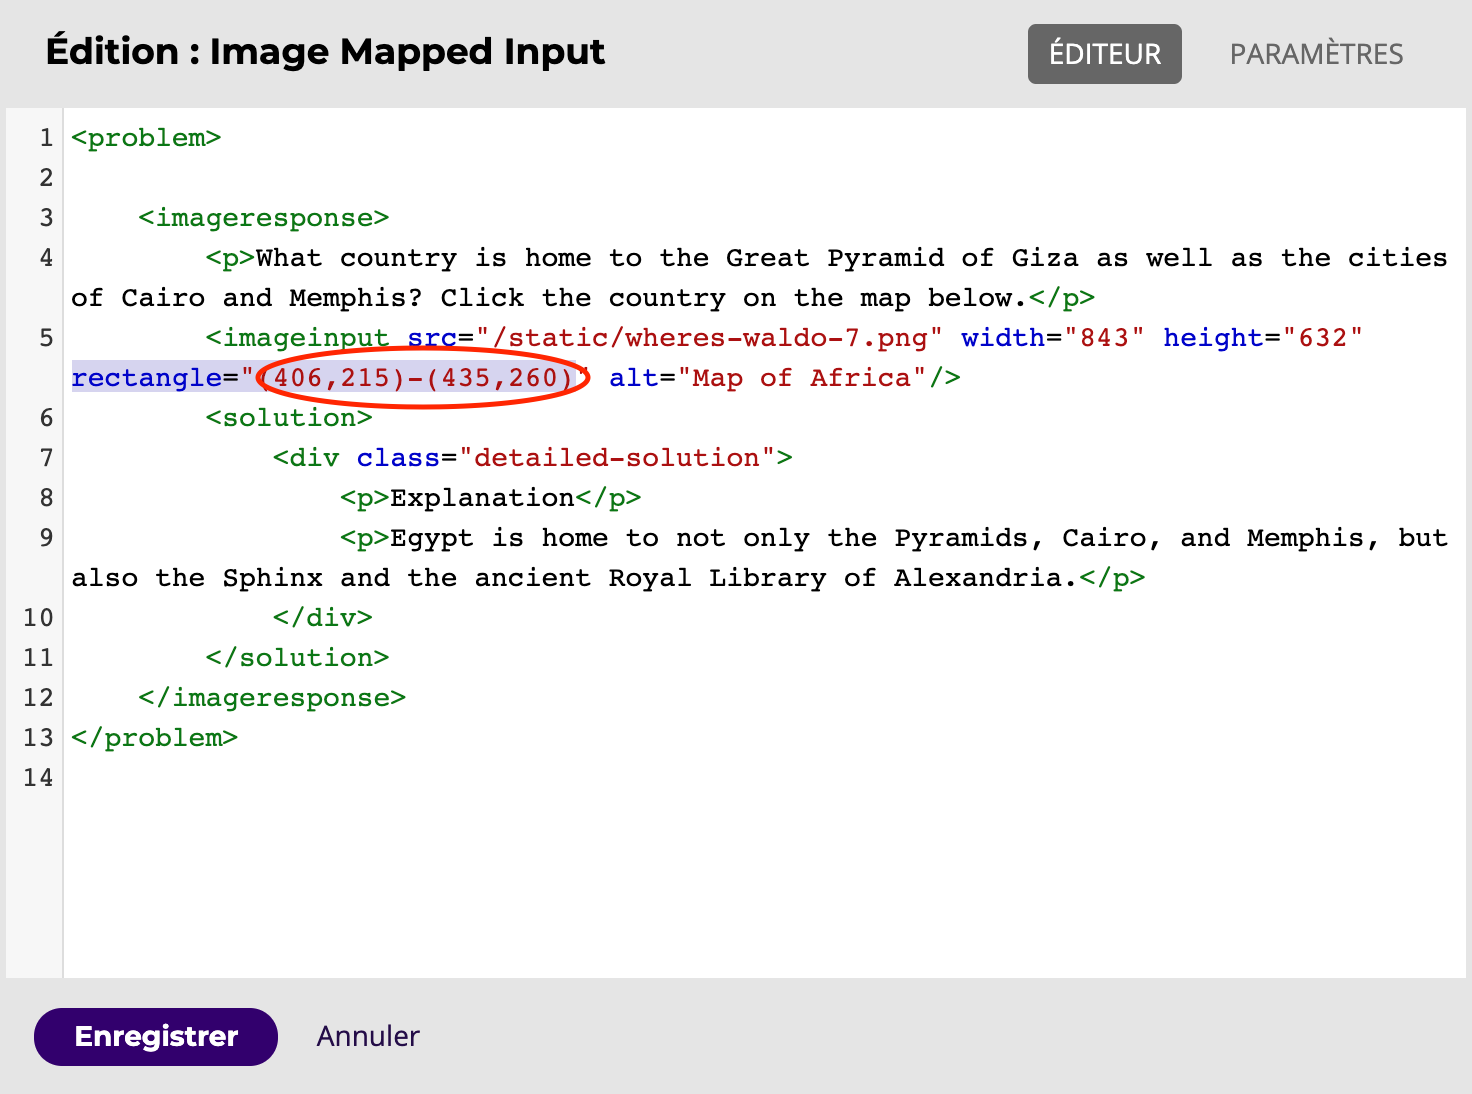 Édition : Image Mapped Input
ÉDITEUR
PARAMÈTRES
1 <problem>
2
3 <imageresponse>
4 <p>What country is home to the Great Pyramid of Giza as well as the cities
of Cairo and Memphis? Click the country on the map below.</p>
5 <imageinput src="/static/wheres-waldo-7.png" width="843" height="632"
rectangle="(406,215)-(435,260)" alt="Map of Africa"/>
6 <solution>
7 <div class="detailed-solution">
8 <p>Explanation</p>
9 <p>Egypt is home to not only the Pyramids, Cairo, and Memphis, but
also the Sphinx and the ancient Royal Library of Alexandria.</p>
10 </div>
11 </solution>
12 </imageresponse>
13 </problem>
14
Enregistrer
Annuler